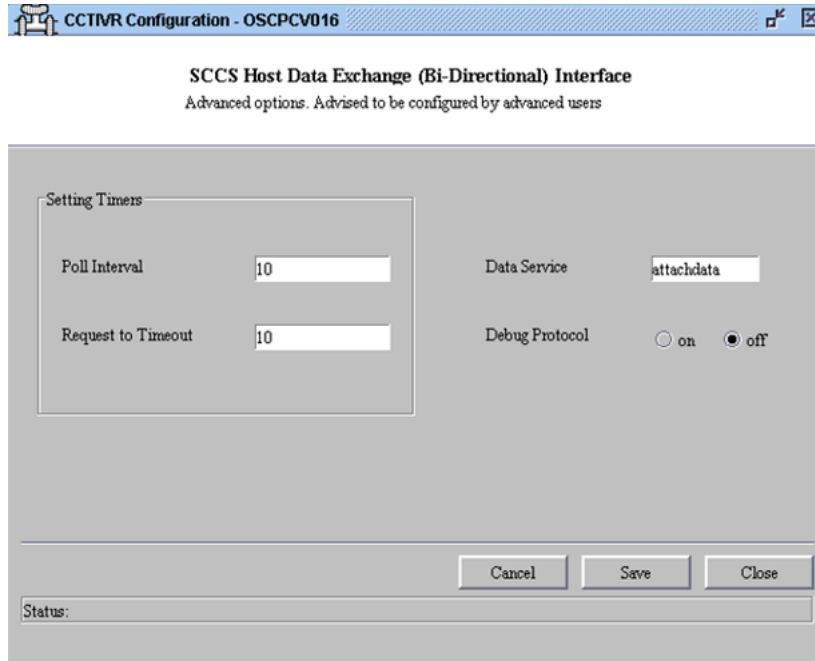 CCTIVR Configuration - OSCPCV016
SCCS Host Data Exchange (Bi-Directional) Interface
Advanced options. Advised to be configured by advanced users
Setting Timers
Poll Interval 10 Data Service attachdata
Request to Timeout 10 Debug Protocol on off
Cancel Save Close
Status: